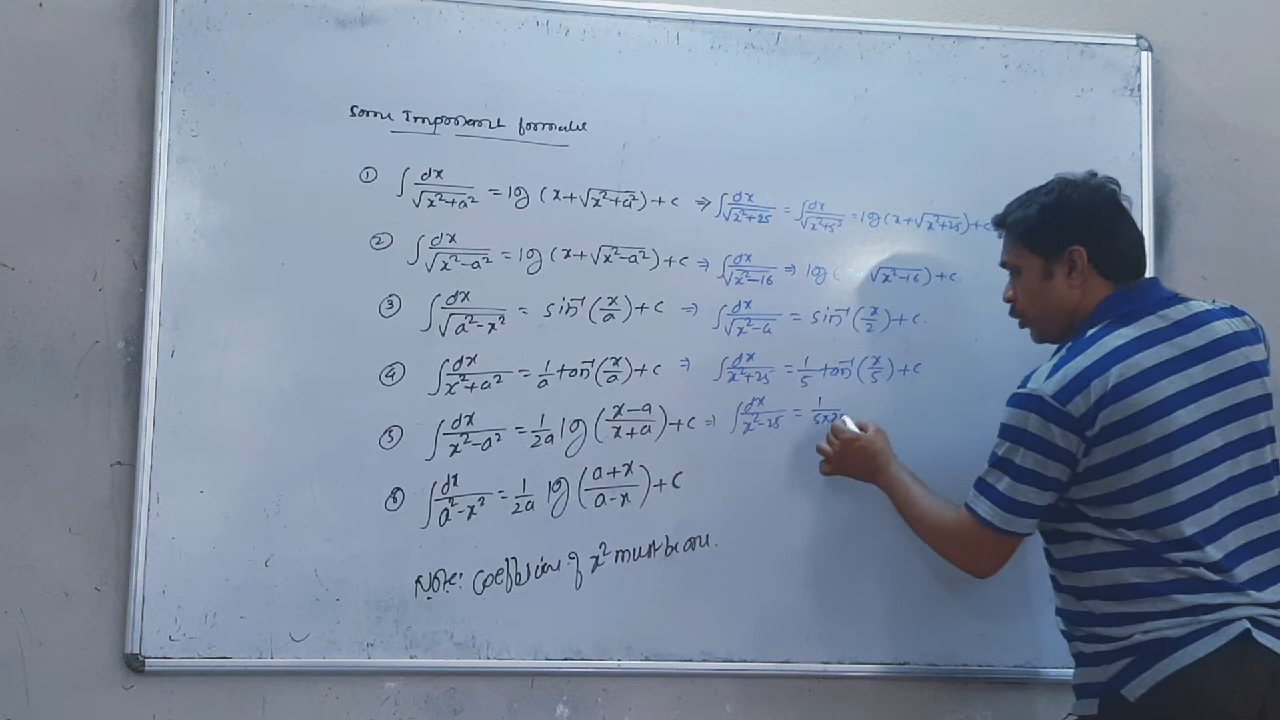 Some Important formulae
① ∫ dx/√(x²+a²) = log (x+√(x²+a²)) + c ⇒ ∫ dx/√(x²+25) = ∫ dx/√(x²+5²) = log (x+√(x²+25)) + c
② ∫ dx/√(x²-a²) = log (x+√(x²-a²)) + c ⇒ ∫ dx/√(x²-16) ⇒ log ( √(x²-16)) + c.
③ ∫ dx/√(a²-x²) = sin⁻¹(x/a) + c ⇒ ∫ dx/√(x²-a) = sin⁻¹(x/2) + c.
④ ∫ dx/(x²+a²) = 1/a tan⁻¹(x/a) + c ⇒ ∫ dx/(x²+25) = 1/5 tan⁻¹(x/5) + c
⑤ ∫ dx/(x²-a²) = 1/2a log ((x-a)/(x+a)) + c ⇒ ∫ dx/(x²-25) = 1/5x2
⑥ ∫ dx/(a²-x²) = 1/2a log ((a+x)/(a-x)) + c
Note: coefficient of x² must be one.